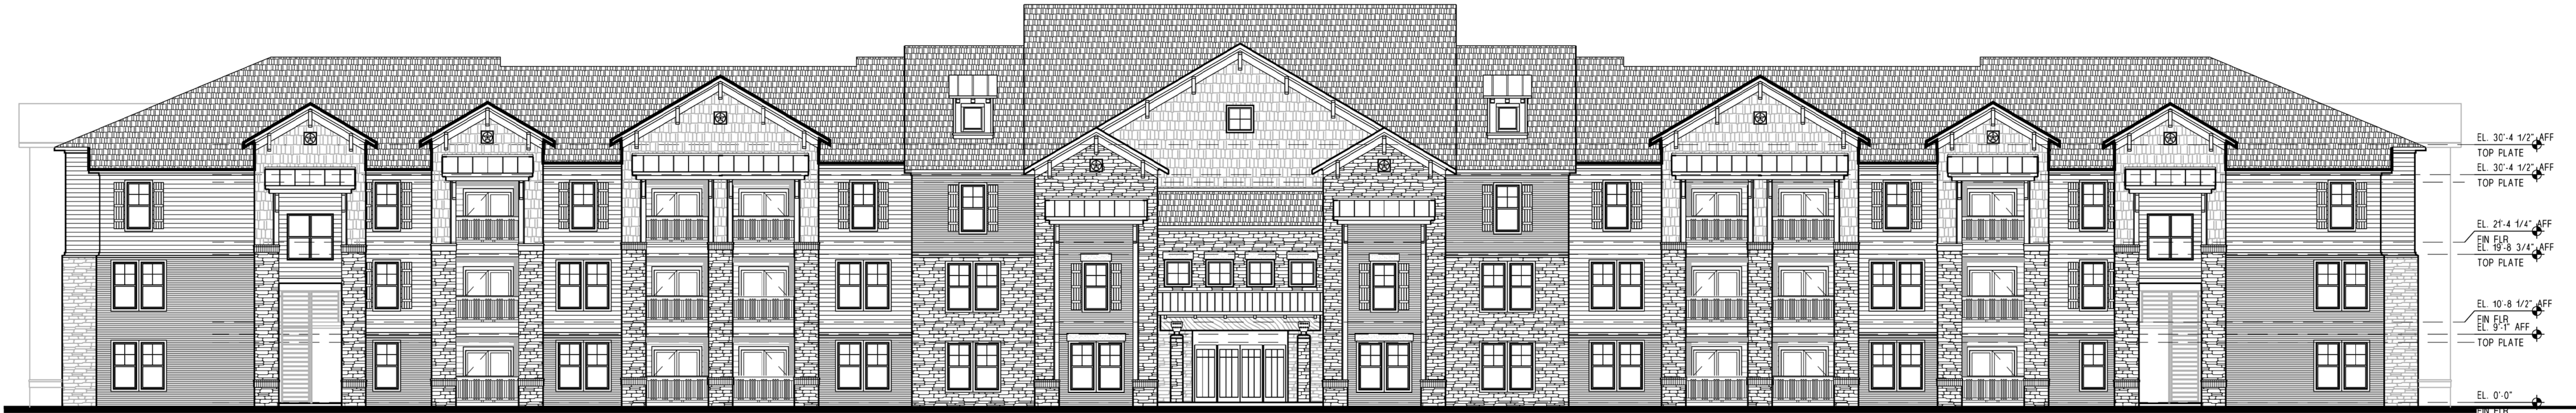 EL. 30'-4 1/2" AFF
TOP PLATE
EL. 30'-4 1/2" AFF
TOP PLATE
EL. 21'-4 1/4" AFF
FIN FLR
EL. 19'-8 3/4" AFF
TOP PLATE
EL. 10'-8 1/2" AFF
FIN FLR
EL. 9'-1" AFF
TOP PLATE
EL. 0'-0"
FIN FLR